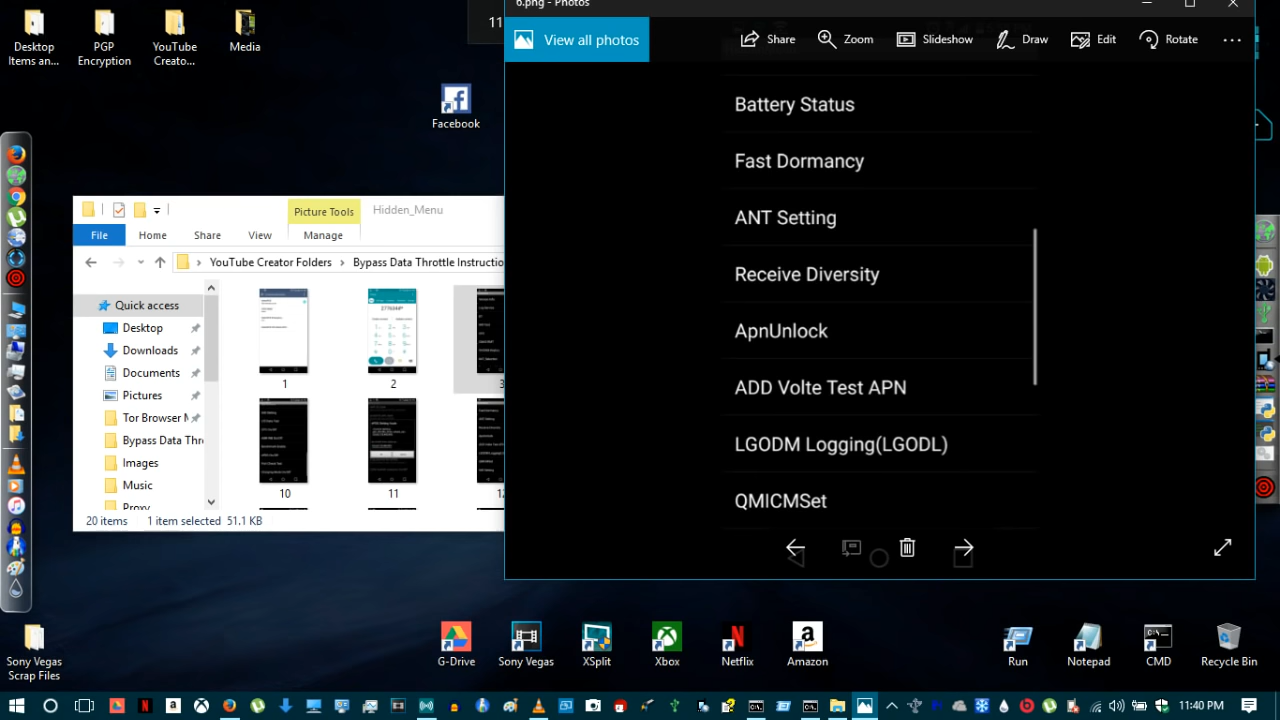 Desktop
Items an...
PGP
Encryption
YouTube
Creato...
Media
Facebook
11
6.png - Photos
View all photos
Share
Zoom
Slideshow
Draw
Edit
Rotate
Battery Status
Fast Dormancy
ANT Setting
Receive Diversity
ApnUnlock
ADD Volte Test APN
LGODM Logging(LGODL)
QMICMSet
Picture Tools
Hidden_Menu
File
Home
Share
View
Manage
YouTube Creator Folders
Bypass Data Throttle Instructio
Quick access
Desktop
Downloads
Documents
Pictures
Tor Browser
Bypass Data Thr
Images
Music
Proxy
1
2
3
10
11
20 items
1 item selected
51.1 KB
Sony Vegas
Scrap Files
G-Drive
Sony Vegas
XSplit
Xbox
Netflix
Amazon
Run
Notepad
CMD
Recycle Bin
11:40 PM